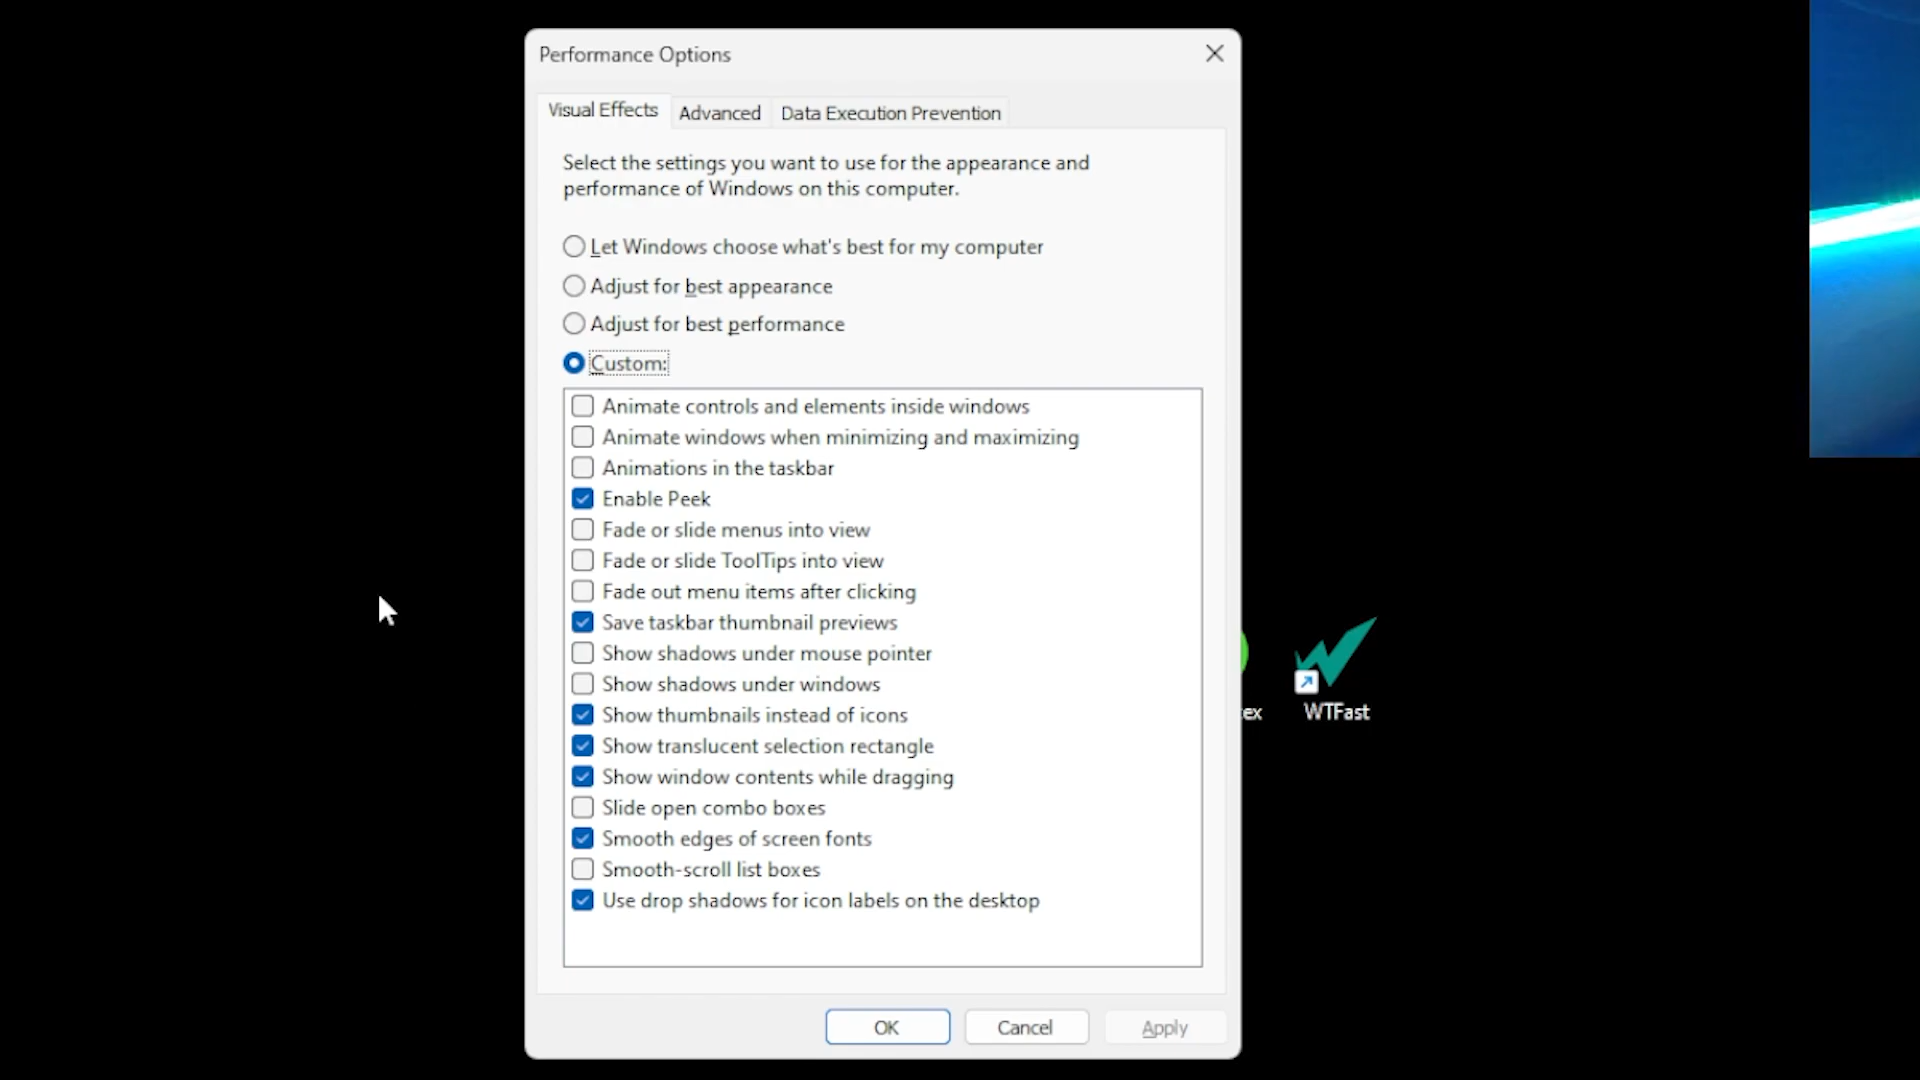 Performance Options
Visual Effects
Advanced
Data Execution Prevention
Select the settings you want to use for the appearance and
performance of Windows on this computer.
Let Windows choose what's best for my computer
Adjust for best appearance
Adjust for best performance
Custom:
Animate controls and elements inside windows
Animate windows when minimizing and maximizing
Animations in the taskbar
Enable Peek
Fade or slide menus into view
Fade or slide ToolTips into view
Fade out menu items after clicking
Save taskbar thumbnail previews
Show shadows under mouse pointer
Show shadows under windows
Show thumbnails instead of icons
Show translucent selection rectangle
Show window contents while dragging
Slide open combo boxes
Smooth edges of screen fonts
Smooth-scroll list boxes
Use drop shadows for icon labels on the desktop
OK
Cancel
Apply
ex
WTFast